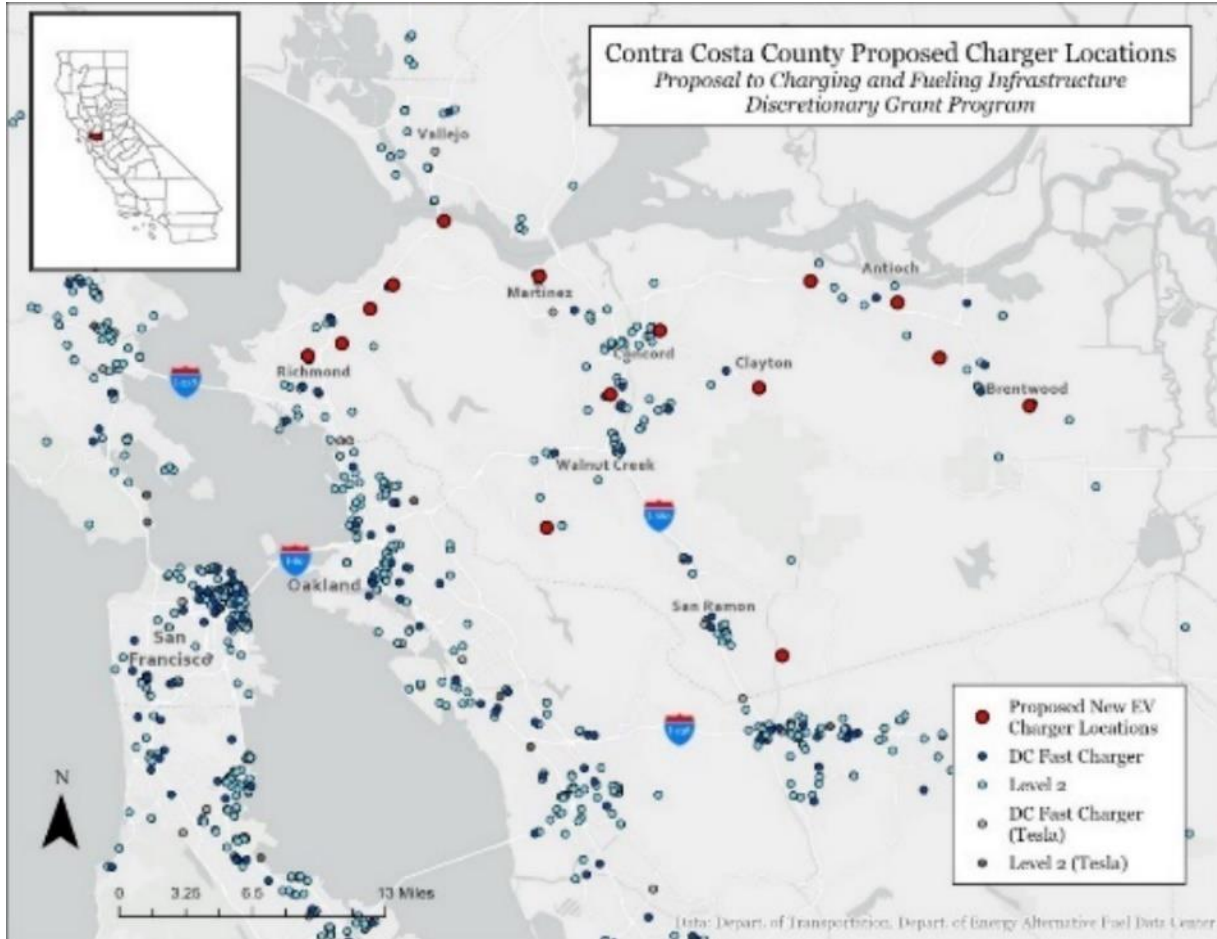 Contra Costa County Proposed Charger Locations
Proposal to Charging and Fueling Infrastructure
Discretionary Grant Program
Vallejo
Martinez
Antioch
Richmond
Concord
Clayton
Brentwood
Walnut Creek
Oakland
San Ramon
San
Francisco
Proposed New EV
Charger Locations
DC Fast Charger
Level 2
DC Fast Charger
(Tesla)
Level 2 (Tesla)
N
0 3.25 6.5 13 Miles
Data: Depart. of Transportation, Depart. of Energy Alternative Fuel Data Center